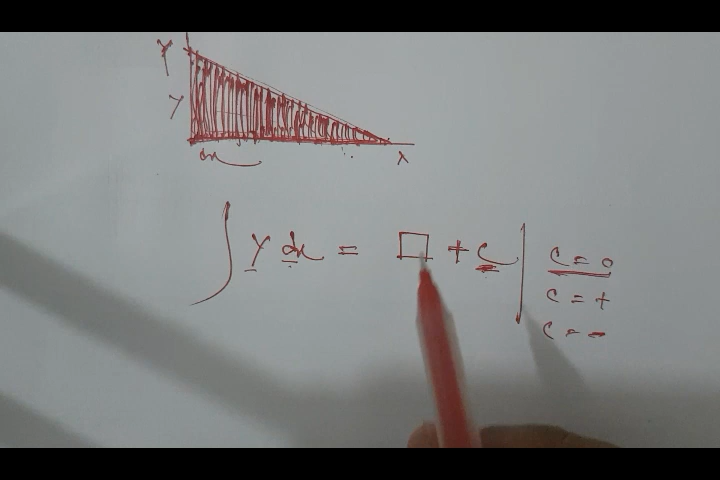 Y
Y
dx
x
∫ Y dx = □ + c | c = 0
c = +
c = -